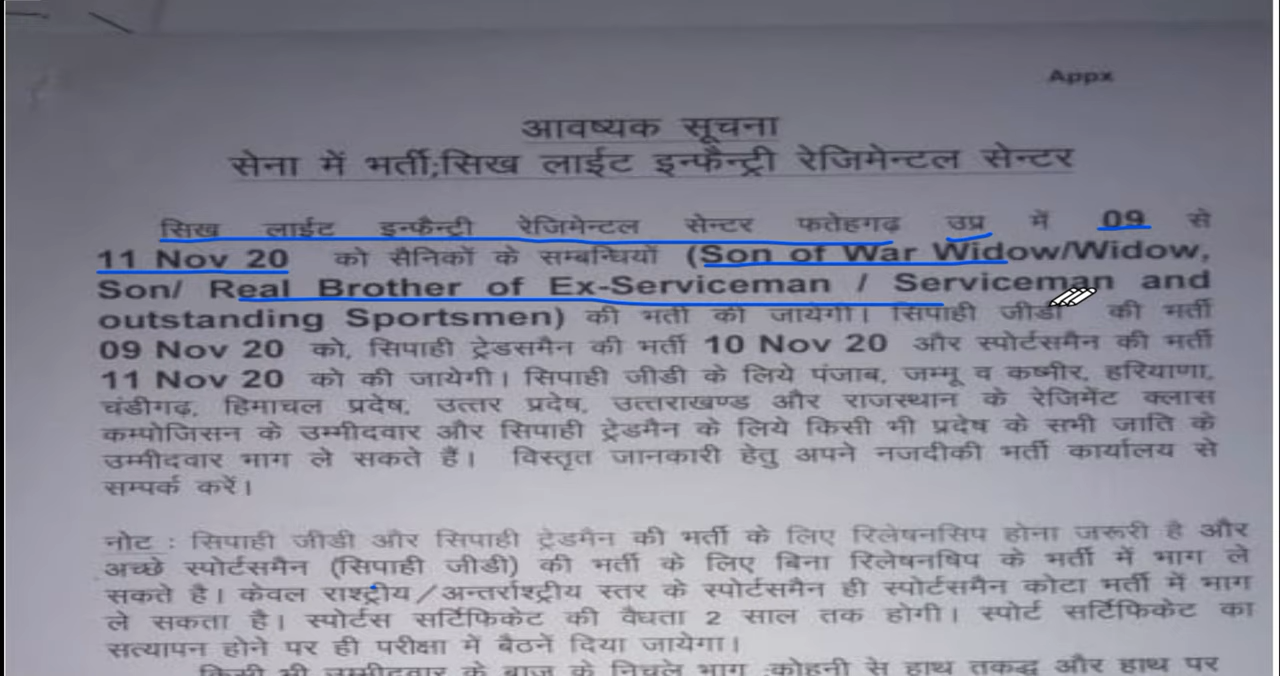 Appx
आवष्यक सूचना
सेना में भर्ती;सिख लाईट इन्फैन्ट्री रेजिमेन्टल सेन्टर
सिख लाईट इन्फैन्ट्री रेजिमेन्टल सेन्टर फतेहगढ़ उप्र में 09 से
11 Nov 20 को सैनिकों के सम्बन्धियों (Son of War Widow/Widow,
Son/ Real Brother of Ex-Serviceman / Serviceman and
outstanding Sportsmen) की भर्ती की जायेगी। सिपाही जीडी की भर्ती
09 Nov 20 को, सिपाही ट्रेडसमैन की भर्ती 10 Nov 20 और स्पोर्टसमैन की भर्ती
11 Nov 20 को की जायेगी। सिपाही जीडी के लिये पंजाब, जम्मू व कष्मीर, हरियाणा,
चंडीगढ़, हिमाचल प्रदेष, उत्तर प्रदेष, उत्तराखण्ड और राजस्थान के रेजिमेंट क्लास
कम्पोजिसन के उम्मीदवार और सिपाही ट्रेडमैन के लिये किसी भी प्रदेष के सभी जाति के
उम्मीदवार भाग ले सकते हैं। विस्तृत जानकारी हेतु अपने नजदीकी भर्ती कार्यालय से
सम्पर्क करें।
नोट : सिपाही जीडी और सिपाही ट्रेडमैन की भर्ती के लिए रिलेषनसिप होना जरूरी है और
अच्छे स्पोर्टसमैन (सिपाही जीडी) की भर्ती के लिए बिना रिलेषनषिप के भर्ती में भाग ले
सकते है। केवल राश्ट्रीय/अन्तर्राश्ट्रीय स्तर के स्पोर्टसमैन ही स्पोर्टसमैन कोटा भर्ती में भाग
ले सकता है। स्पोर्टस सर्टिफिकेट की वैधता 2 साल तक होगी। स्पोर्ट सर्टिफिकेट का
सत्यापन होने पर ही परीक्षा में बैठनें दिया जायेगा।
किसी भी उम्मीदवार के बाजू के निचले भाग कोहनी से हाथ तकद्ध और हाथ पर